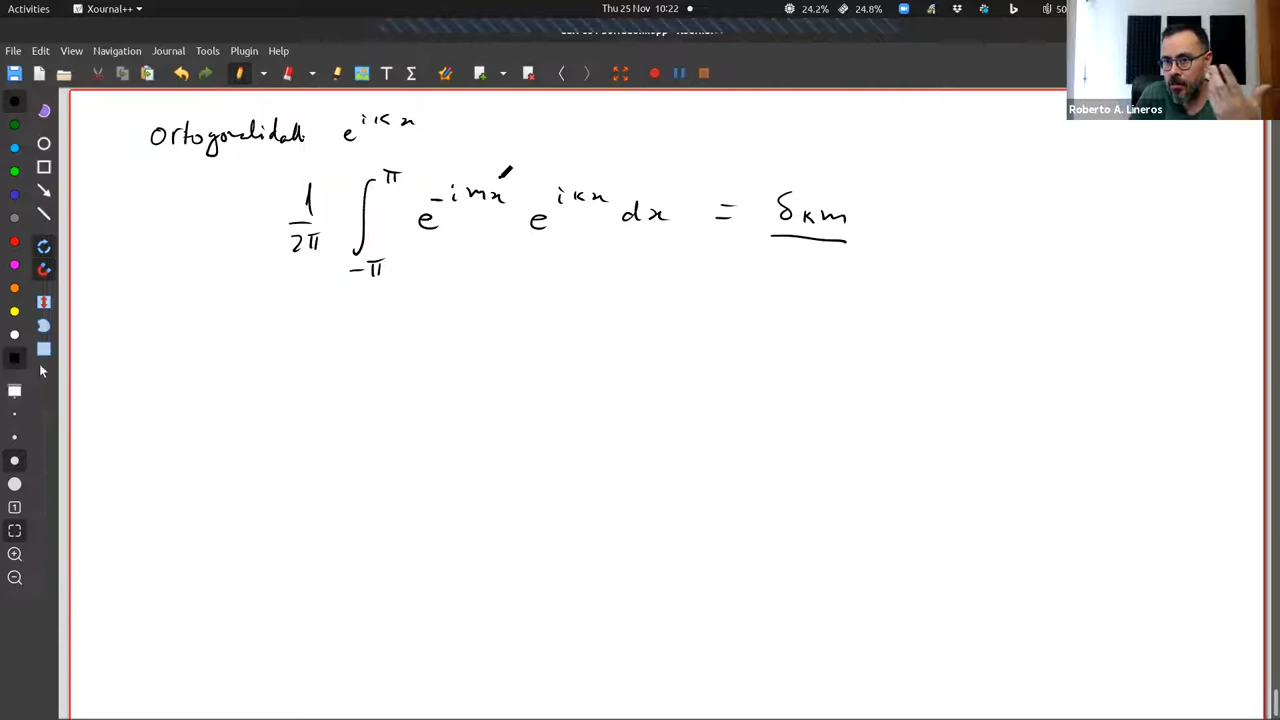 Activities Xournal++ Thu 25 Nov 10:22 24.2% 24.8%
File Edit View Navigation Journal Tools Plugin Help
Roberto A. Lineros
Ortogonalidad e^{ikx}
\frac{1}{2π} ∫_{-π}^{π} e^{-imx} e^{ikx} dx = δ_{km}